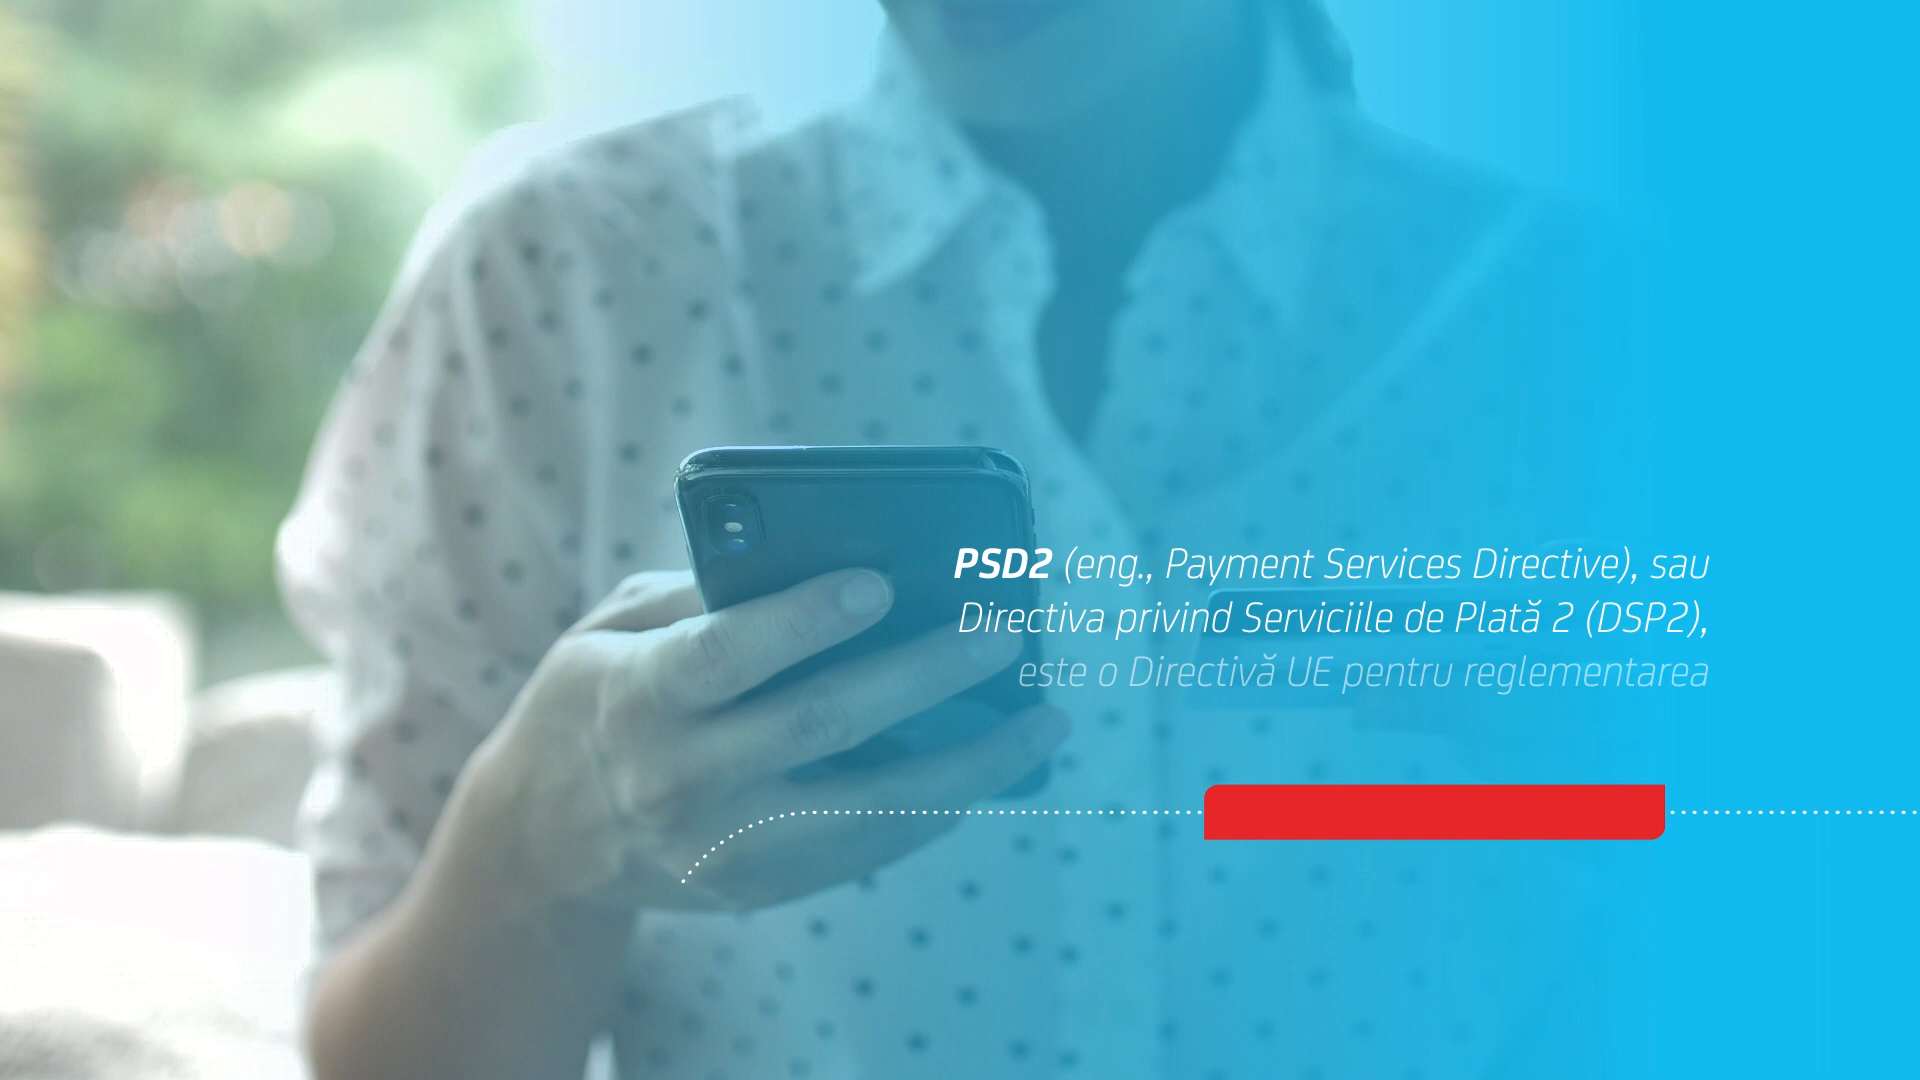 PSD2 (eng., Payment Services Directive), sau
Directiva privind Serviciile de Plată 2 (DSP2),
este o Directivă UE pentru reglementarea